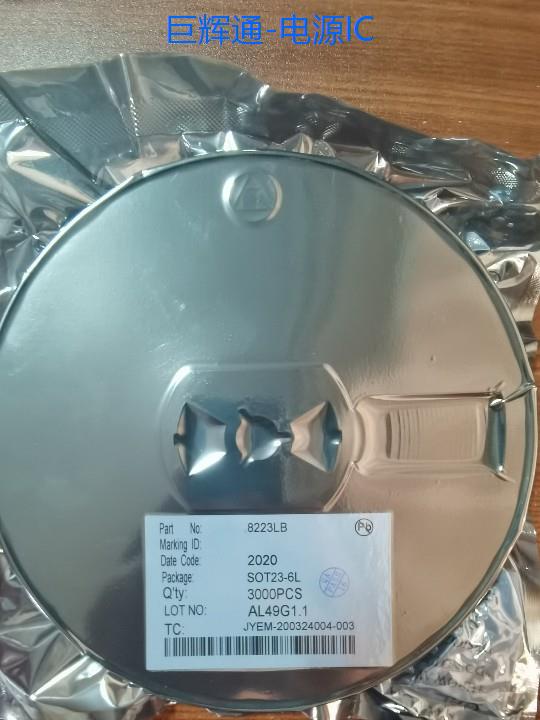 巨辉通-电源IC
Part No: 8223LB
Pb
Marking ID:
Date Code: 2020
Package: SOT23-6L
Q'ty: 3000PCS
LOT NO: AL49G1.1
TC: JYEM-200324004-003